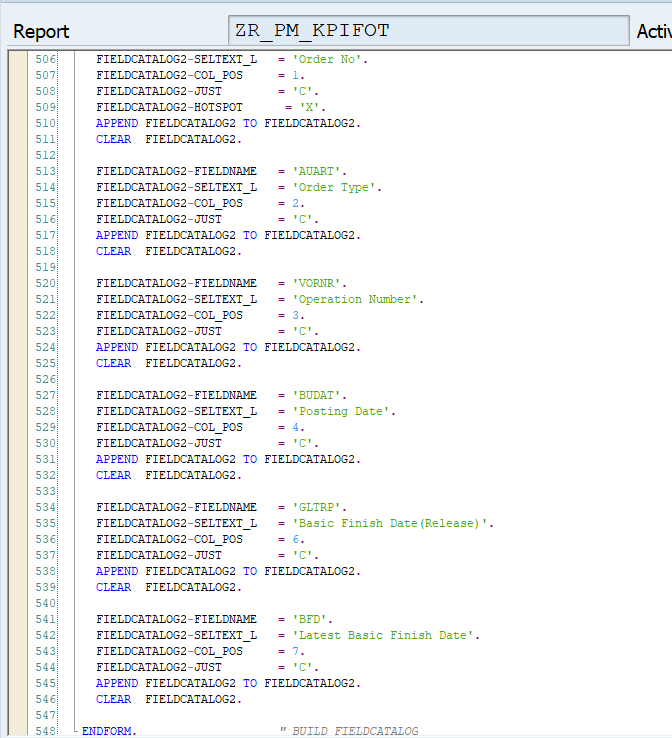 Report ZR_PM_KPIFOT Activ
506 FIELDCATALOG2-SELTEXT_L = 'Order No'.
507 FIELDCATALOG2-COL_POS = 1.
508 FIELDCATALOG2-JUST = 'C'.
509 FIELDCATALOG2-HOTSPOT = 'X'.
510 APPEND FIELDCATALOG2 TO FIELDCATALOG2.
511 CLEAR FIELDCATALOG2.
512
513 FIELDCATALOG2-FIELDNAME = 'AUART'.
514 FIELDCATALOG2-SELTEXT_L = 'Order Type'.
515 FIELDCATALOG2-COL_POS = 2.
516 FIELDCATALOG2-JUST = 'C'.
517 APPEND FIELDCATALOG2 TO FIELDCATALOG2.
518 CLEAR FIELDCATALOG2.
519
520 FIELDCATALOG2-FIELDNAME = 'VORNR'.
521 FIELDCATALOG2-SELTEXT_L = 'Operation Number'.
522 FIELDCATALOG2-COL_POS = 3.
523 FIELDCATALOG2-JUST = 'C'.
524 APPEND FIELDCATALOG2 TO FIELDCATALOG2.
525 CLEAR FIELDCATALOG2.
526
527 FIELDCATALOG2-FIELDNAME = 'BUDAT'.
528 FIELDCATALOG2-SELTEXT_L = 'Posting Date'.
529 FIELDCATALOG2-COL_POS = 4.
530 FIELDCATALOG2-JUST = 'C'.
531 APPEND FIELDCATALOG2 TO FIELDCATALOG2.
532 CLEAR FIELDCATALOG2.
533
534 FIELDCATALOG2-FIELDNAME = 'GLTRP'.
535 FIELDCATALOG2-SELTEXT_L = 'Basic Finish Date(Release)'.
536 FIELDCATALOG2-COL_POS = 6.
537 FIELDCATALOG2-JUST = 'C'.
538 APPEND FIELDCATALOG2 TO FIELDCATALOG2.
539 CLEAR FIELDCATALOG2.
540
541 FIELDCATALOG2-FIELDNAME = 'BFD'.
542 FIELDCATALOG2-SELTEXT_L = 'Latest Basic Finish Date'.
543 FIELDCATALOG2-COL_POS = 7.
544 FIELDCATALOG2-JUST = 'C'.
545 APPEND FIELDCATALOG2 TO FIELDCATALOG2.
546 CLEAR FIELDCATALOG2.
547
548 ENDFORM. " BUILD_FIELDCATALOG